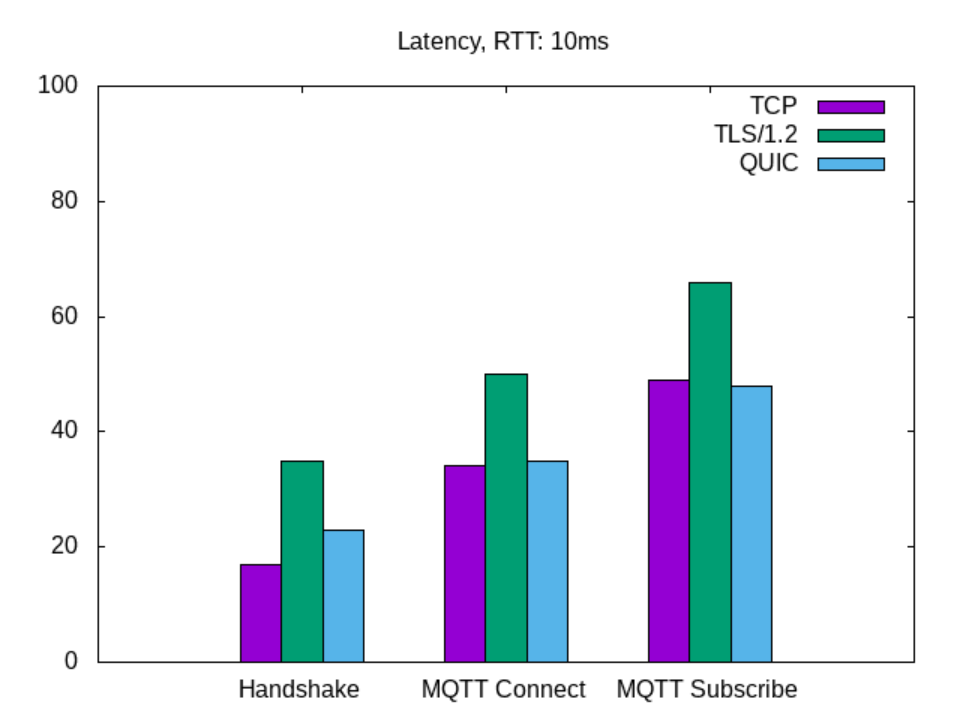 Latency, RTT: 10ms
100
80
60
40
20
0
TCP
TLS/1.2
QUIC
Handshake
MQTT Connect
MQTT Subscribe